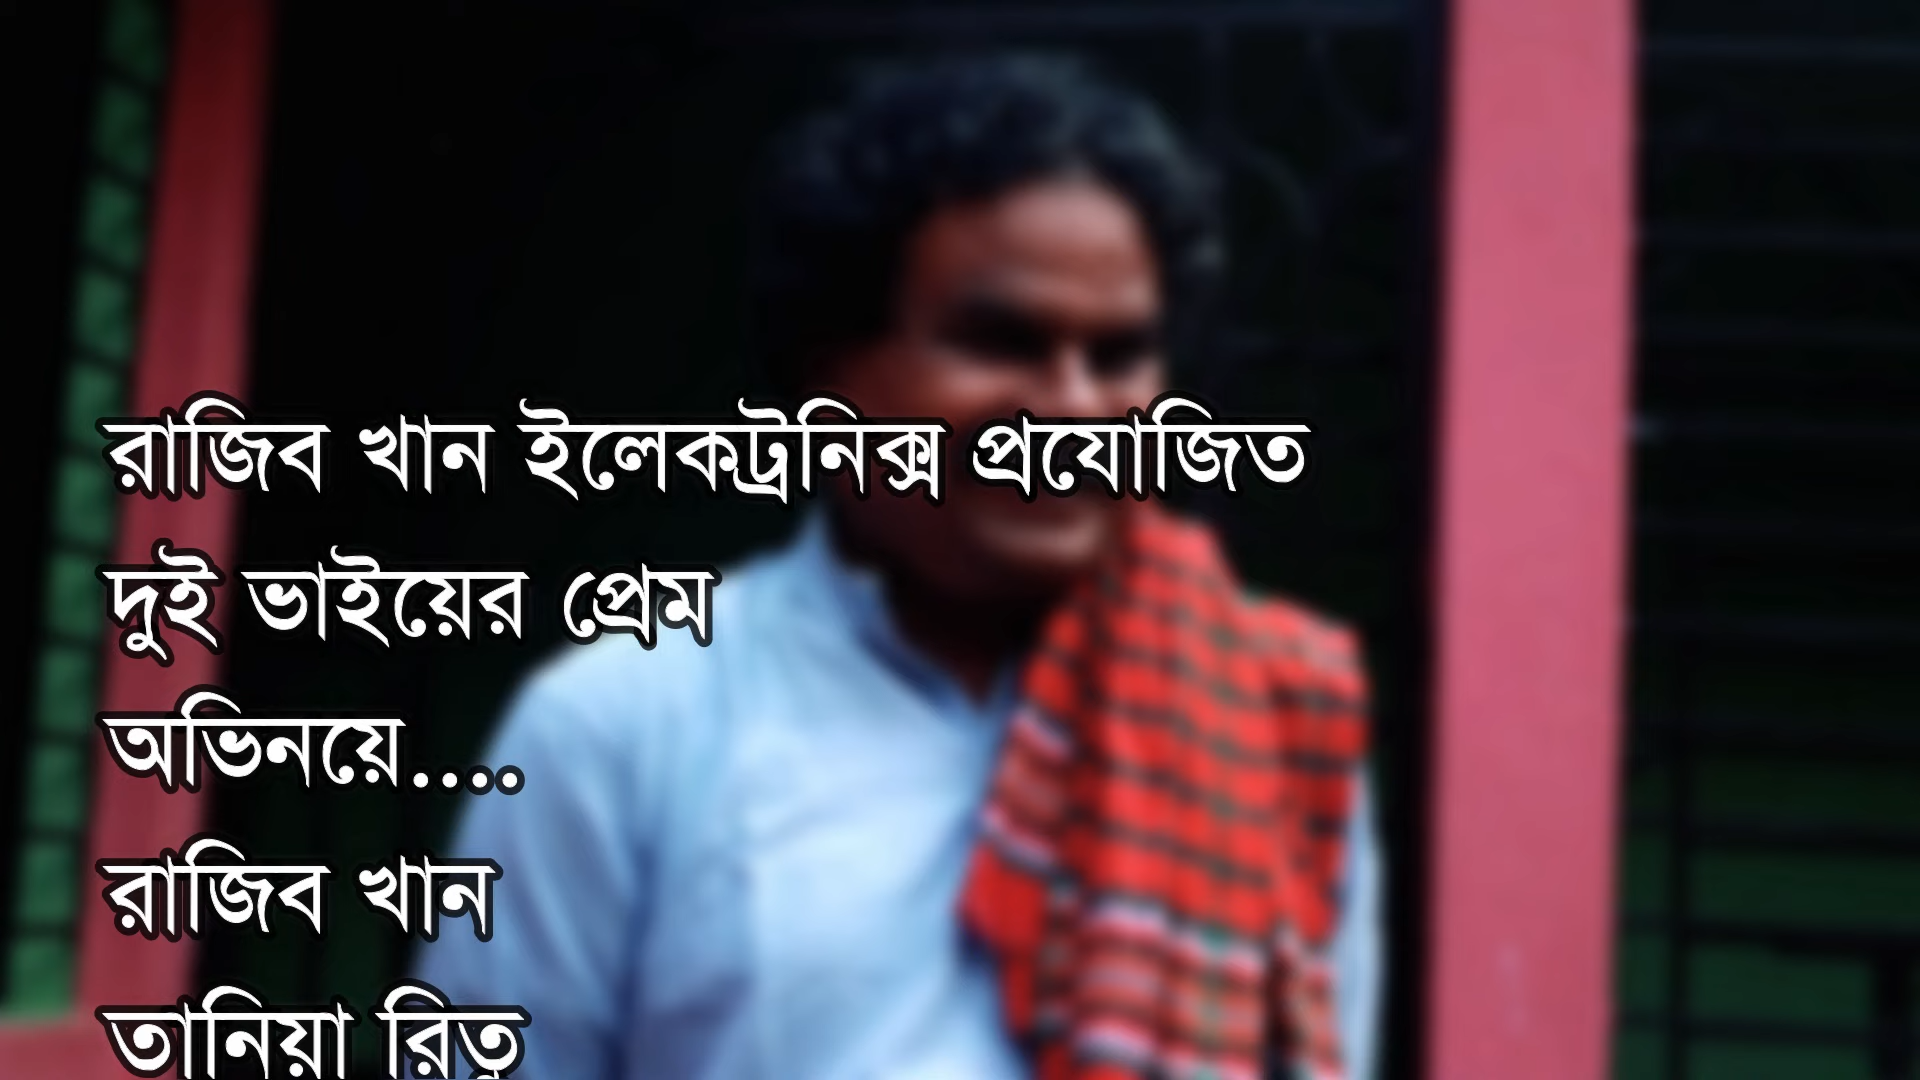 রাজিব খান ইলেকট্রনিক্স প্রযোজিত
দুই ভাইয়ের প্রেম
অভিনয়ে....
রাজিব খান
তানিয়া রিতু